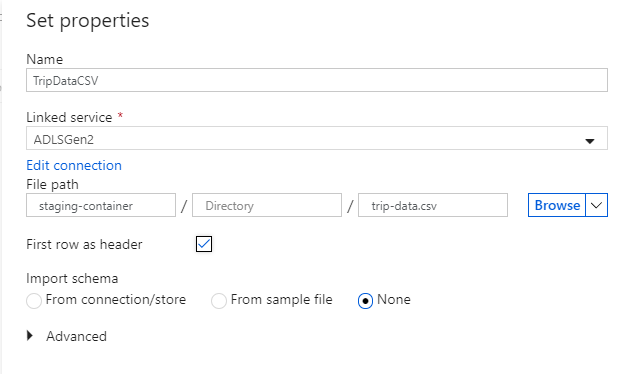 Set properties
Name
TripDataCSV
Linked service *
ADLSGen2
Edit connection
File path
staging-container / Directory / trip-data.csv Browse
First row as header
Import schema
From connection/store From sample file None
Advanced